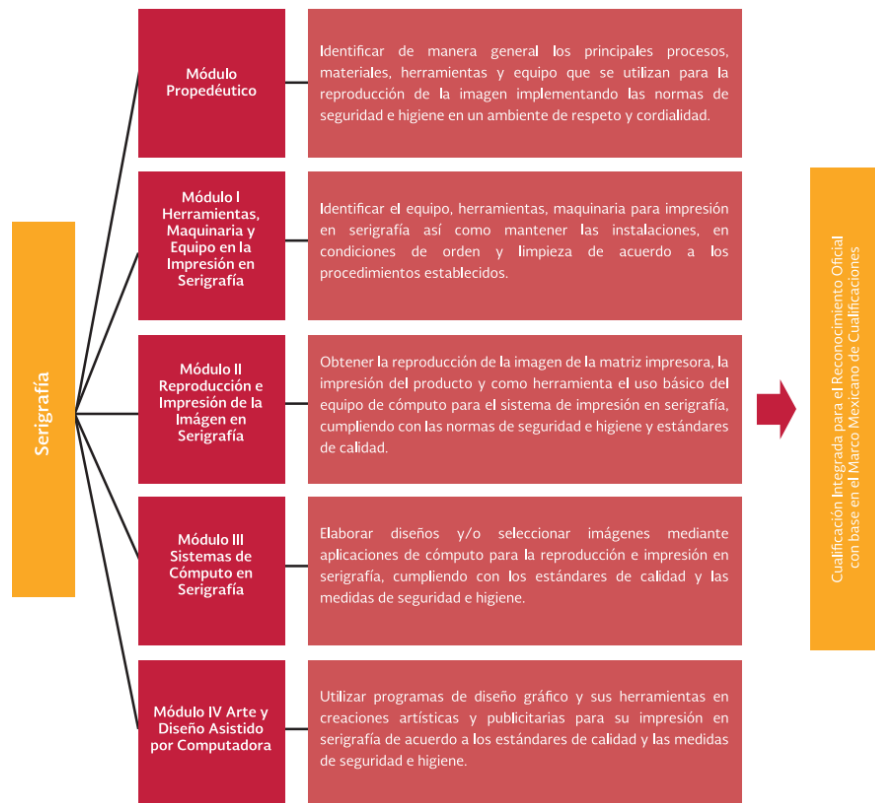 Serigrafía
Módulo
Propedéutico
Identificar de manera general los principales procesos,
materiales, herramientas y equipo que se utilizan para la
reproducción de la imagen implementando las normas de
seguridad e higiene en un ambiente de respeto y cordialidad.
Módulo I
Herramientas,
Maquinaria y
Equipo en la
Impresión en
Serigrafía
Identificar el equipo, herramientas, maquinaria para impresión
en serigrafía así como mantener las instalaciones, en
condiciones de orden y limpieza de acuerdo a los
procedimientos establecidos.
Módulo II
Reproducción e
Impresión de la
Imágen en
Serigrafía
Obtener la reproducción de la imagen de la matriz impresora, la
impresión del producto y como herramienta el uso básico del
equipo de cómputo para el sistema de impresión en serigrafía,
cumpliendo con las normas de seguridad e higiene y estándares
de calidad.
Módulo III
Sistemas de
Cómputo en
Serigrafía
Elaborar diseños y/o seleccionar imágenes mediante
aplicaciones de cómputo para la reproducción e impresión en
serigrafía, cumpliendo con los estándares de calidad y las
medidas de seguridad e higiene.
Módulo IV Arte y
Diseño Asistido
por Computadora
Utilizar programas de diseño gráfico y sus herramientas en
creaciones artísticas y publicitarias para su impresión en
serigrafía de acuerdo a los estándares de calidad y las medidas
de seguridad e higiene.
Cualificación Integrada para el Reconocimiento Oficial
con base en el Marco Mexicano de Cualificaciones